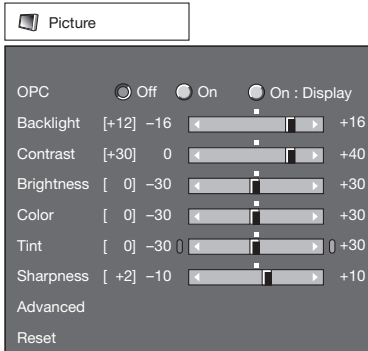 Picture
OPC Off On On : Display
Backlight [+12] –16 +16
Contrast [+30] 0 +40
Brightness [ 0] –30 +30
Color [ 0] –30 +30
Tint [ 0] –30 +30
Sharpness [ +2] –10 +10
Advanced
Reset